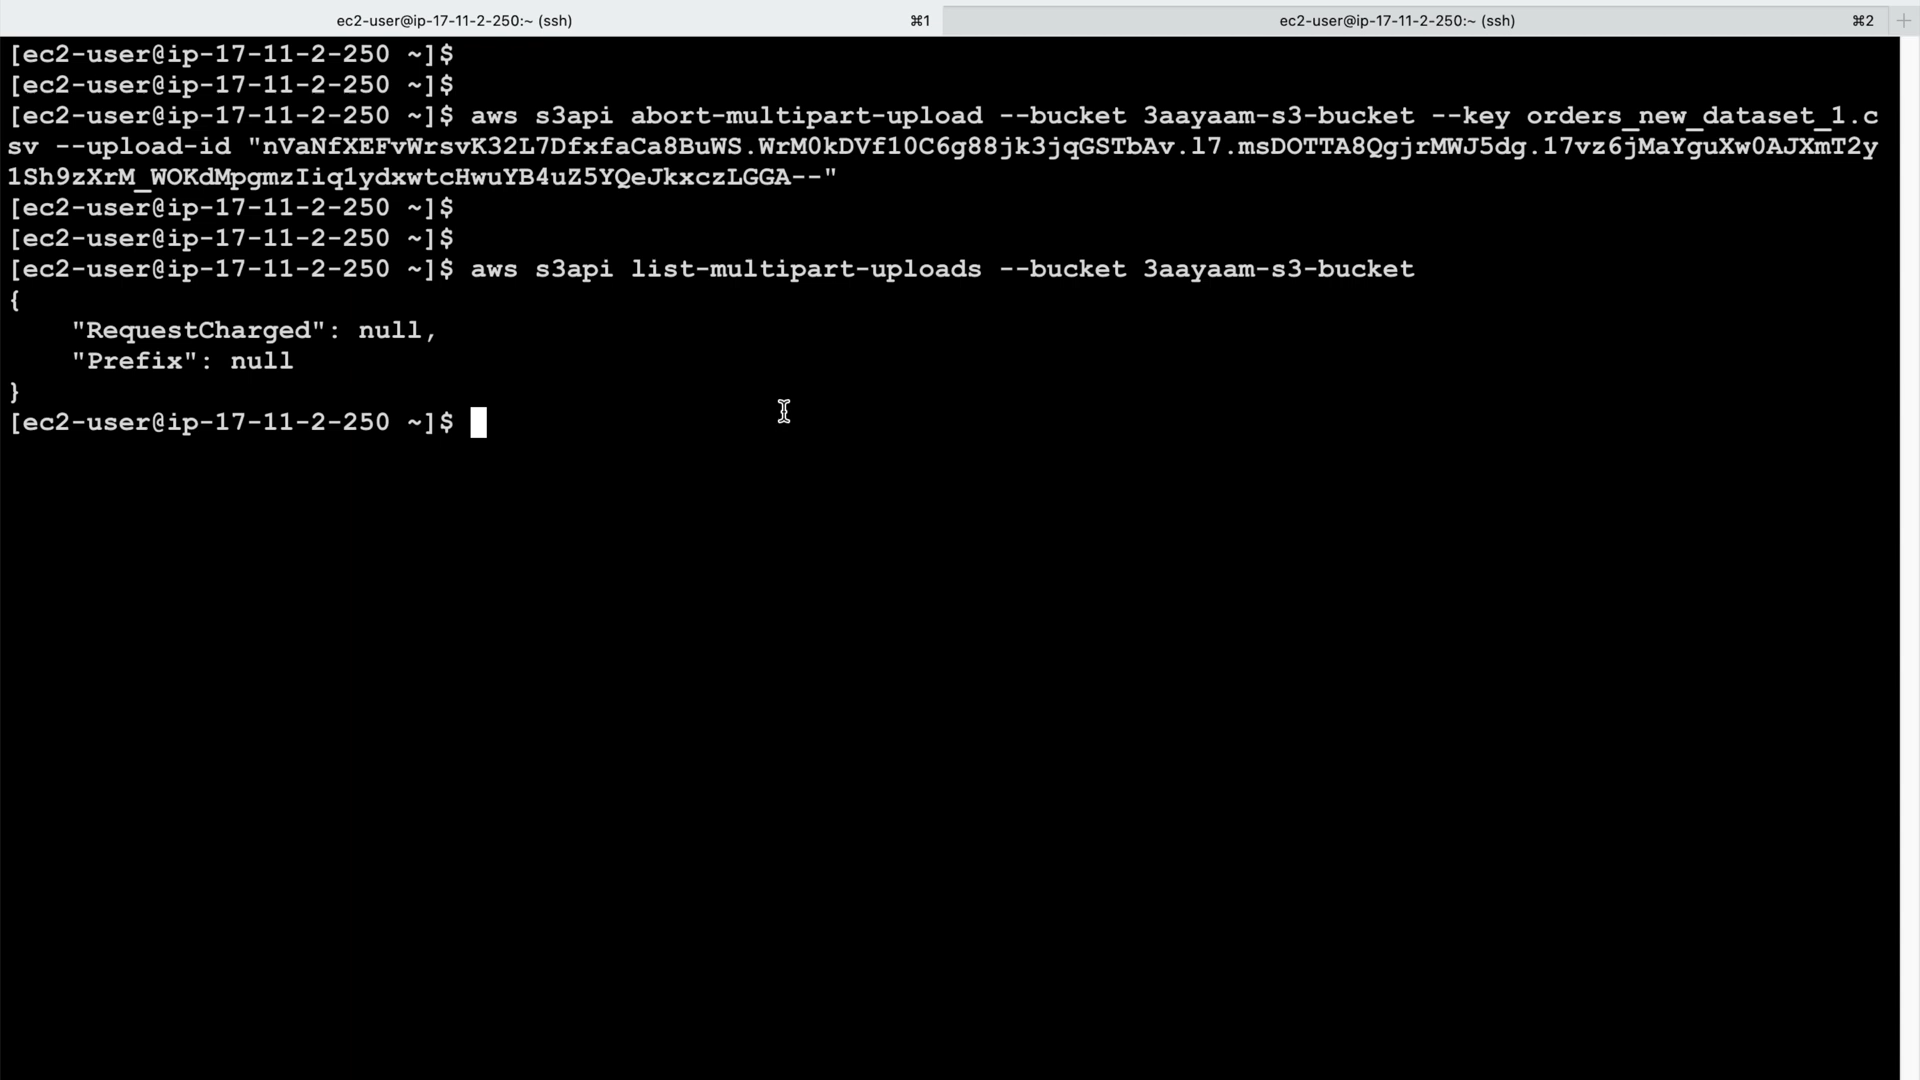 ec2-user@ip-17-11-2-250:~ (ssh) ⌘1 ec2-user@ip-17-11-2-250:~ (ssh) ⌘2 +
[ec2-user@ip-17-11-2-250 ~]$
[ec2-user@ip-17-11-2-250 ~]$
[ec2-user@ip-17-11-2-250 ~]$ aws s3api abort-multipart-upload --bucket 3aayaam-s3-bucket --key orders_new_dataset_1.c
sv --upload-id "nVaNfXEFvWrsvK32L7DfxfaCa8BuWS.WrM0kDVf10C6g88jk3jqGSTbAv.l7.msDOTTA8QgjrMWJ5dg.17vz6jMaYguXw0AJXmT2y
1Sh9zXrM_WOKdMpgmzIiq1ydxwtcHwuYB4uZ5YQeJkxczLGGA--"
[ec2-user@ip-17-11-2-250 ~]$
[ec2-user@ip-17-11-2-250 ~]$
[ec2-user@ip-17-11-2-250 ~]$ aws s3api list-multipart-uploads --bucket 3aayaam-s3-bucket
{
    "RequestCharged": null,
    "Prefix": null
}
[ec2-user@ip-17-11-2-250 ~]$